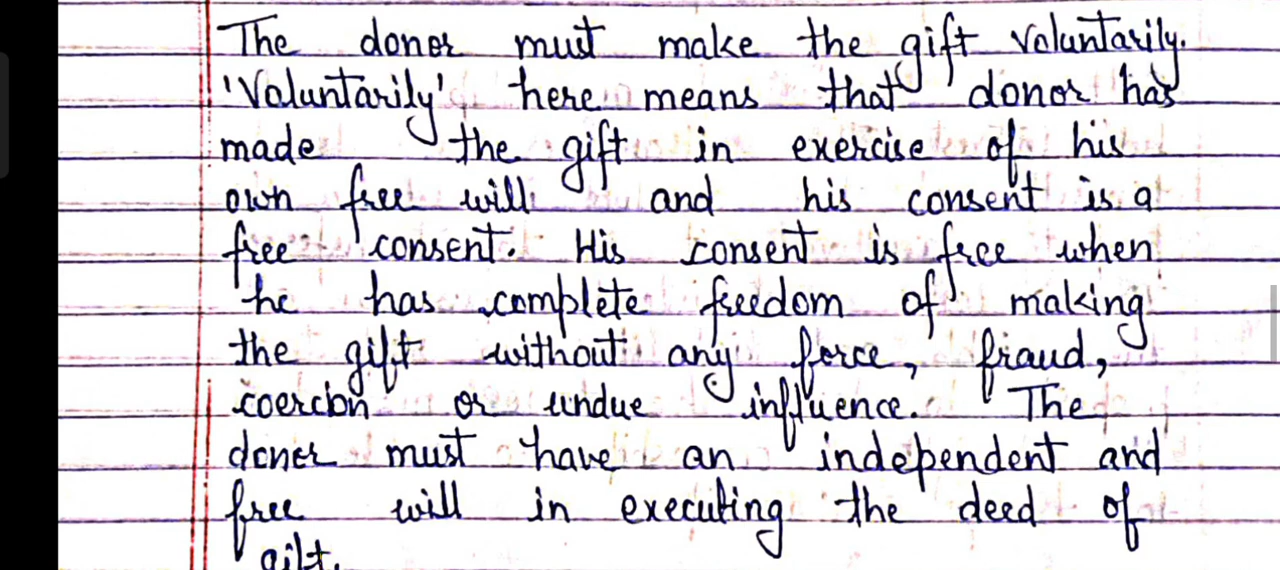 The donor must make the gift voluntarily.
'Voluntarily' here means that donor has
made the gift in exercise of his
own free will and his consent is a
free consent. His consent is free when
he has complete freedom of making
the gift without any force, fraud,
coercion or undue influence. The
doner must have an independent and
free will in executing the deed of
gift.